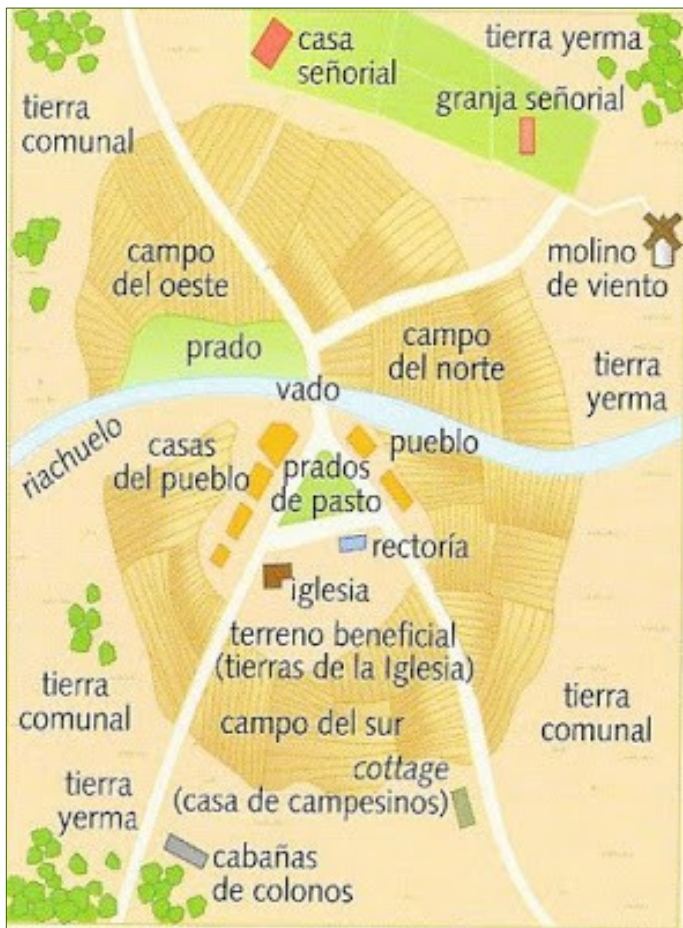 casa
señorial
tierra yerma
granja señorial
tierra
comunal
campo
del oeste
molino
de viento
prado
campo
del norte
tierra
yerma
vado
riachuelo
casas
del pueblo
pueblo
prados
de pasto
rectoría
iglesia
terreno beneficial
(tierras de la Iglesia)
tierra
comunal
tierra
comunal
campo del sur
cottage
(casa de campesinos)
tierra
yerma
cabañas
de colonos